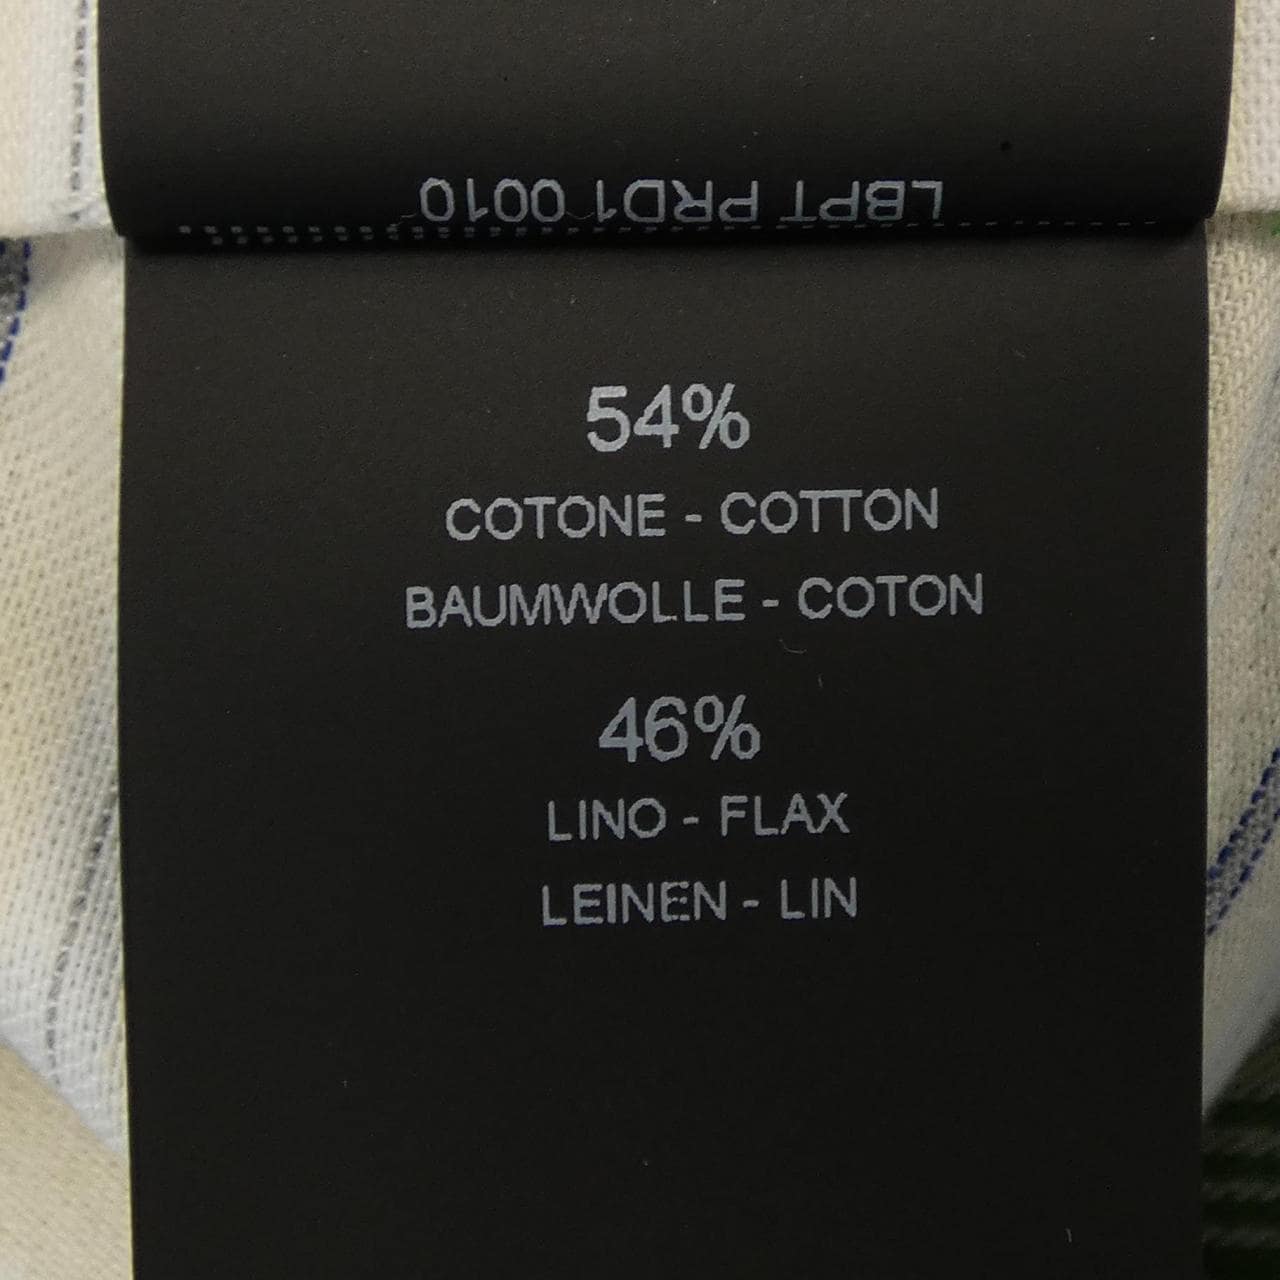 LBPT PRD1 0010
54%
COTONE - COTTON
BAUMWOLLE - COTON
46%
LINO - FLAX
LEINEN - LIN